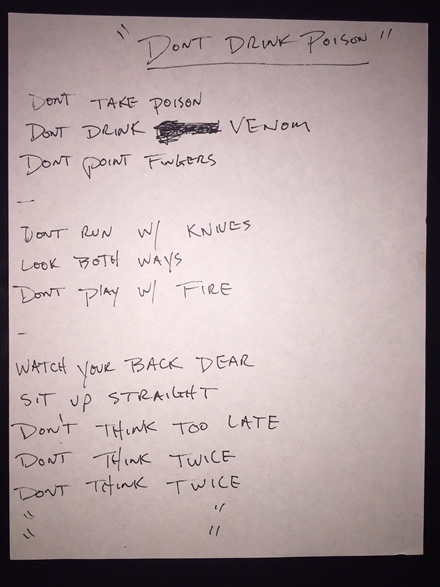 "DONT DRINK POISON"
DONT TAKE POISON
DONT DRINK VENOM
DONT POINT FINGERS
—
DONT RUN W/ KNIVES
LOOK BOTH WAYS
DONT PLAY W/ FIRE
—
WATCH YOUR BACK DEAR
SIT UP STRAIGHT
DON'T THINK TOO LATE
DONT THINK TWICE
DONT THINK TWICE
" "
" "